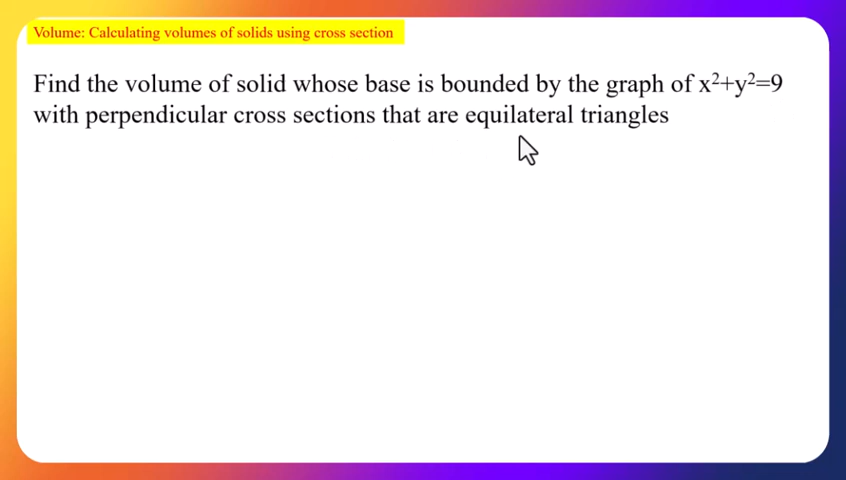 Volume: Calculating volumes of solids using cross section
Find the volume of solid whose base is bounded by the graph of x²+y²=9
with perpendicular cross sections that are equilateral triangles